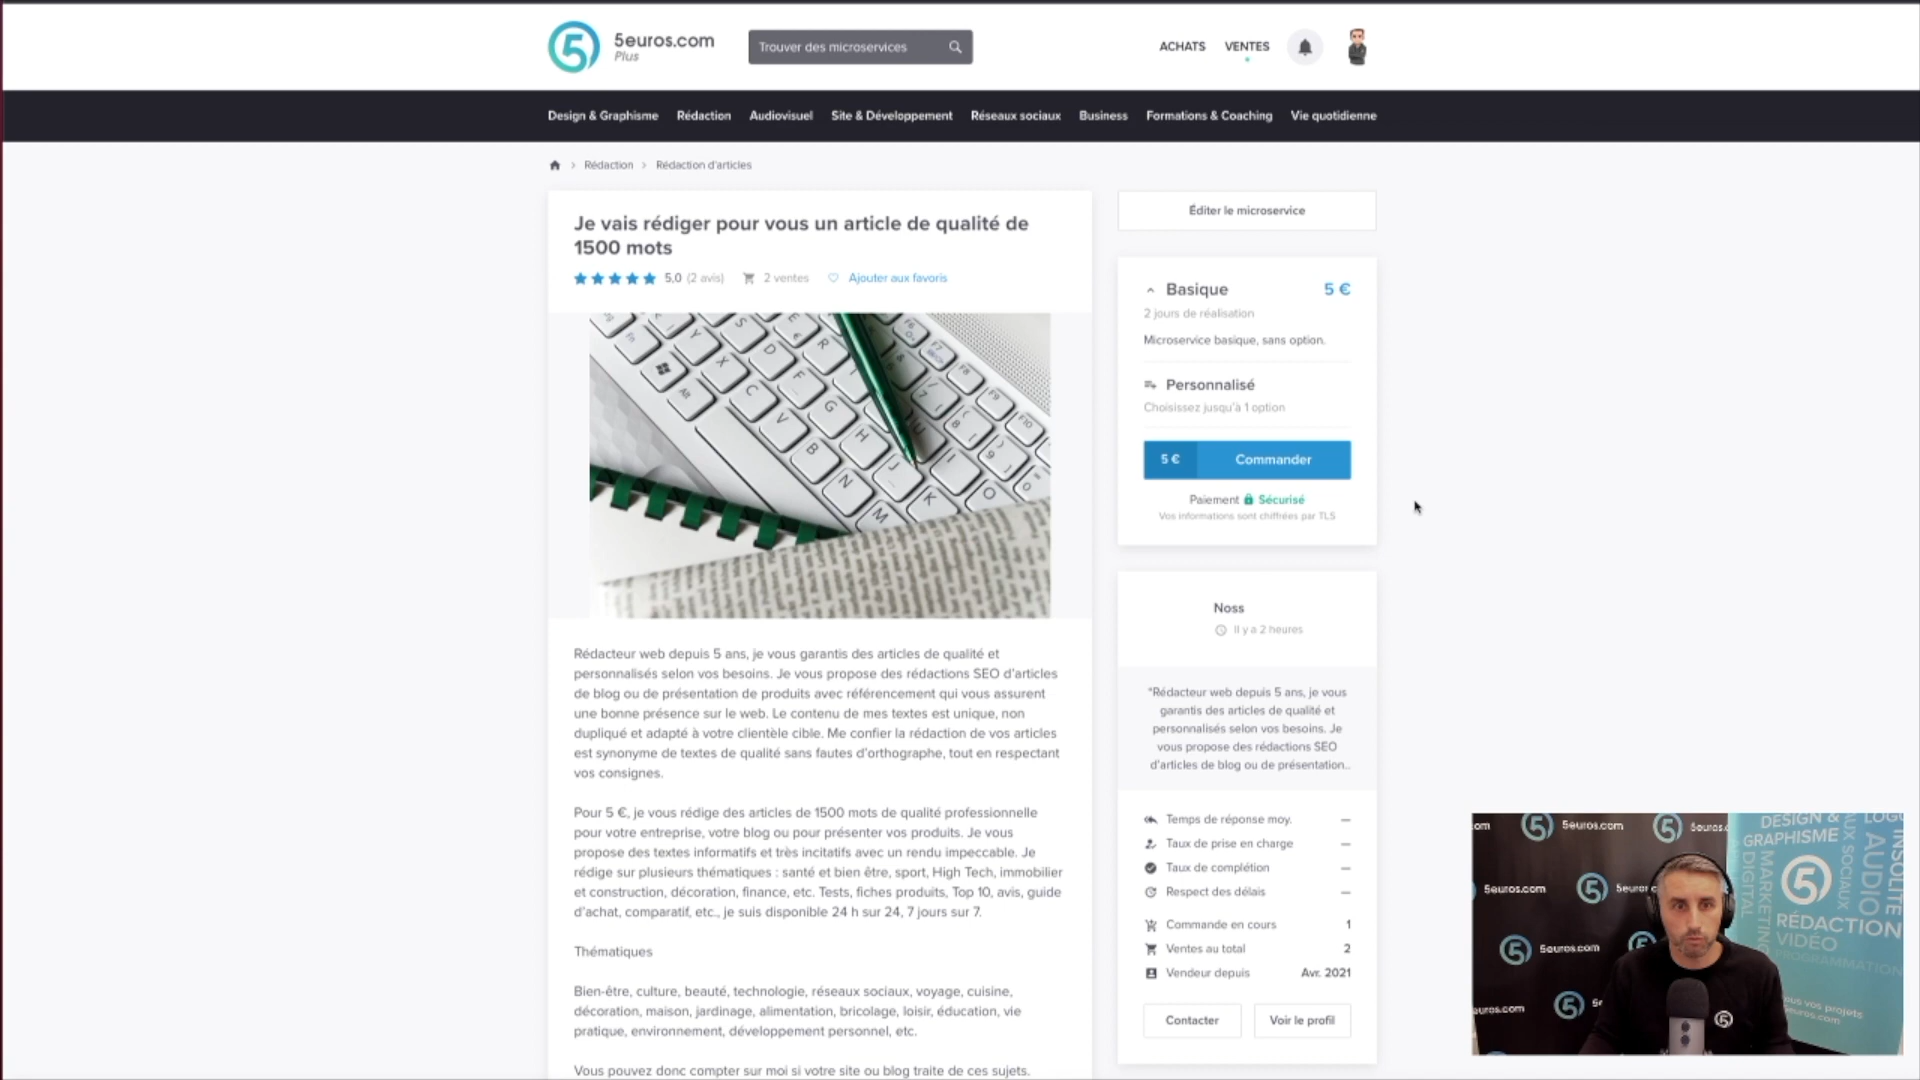 5euros.com
Plus
Trouver des microservices
ACHATS
VENTES
Design & Graphisme
Rédaction
Audiovisuel
Site & Développement
Réseaux sociaux
Business
Formations & Coaching
Vie quotidienne
Rédaction
Rédaction d'articles
Je vais rédiger pour vous un article de qualité de
1500 mots
5,0 (2 avis)
2 ventes
Ajouter aux favoris
Rédacteur web depuis 5 ans, je vous garantis des articles de qualité et
personnalisés selon vos besoins. Je vous propose des rédactions SEO d'articles
de blog ou de présentation de produits avec référencement qui vous assurent
une bonne présence sur le web. Le contenu de mes textes est unique, non
dupliqué et adapté à votre clientèle cible. Me confier la rédaction de vos articles
est synonyme de textes de qualité sans fautes d'orthographe, tout en respectant
vos consignes.
Pour 5 €, je vous rédige des articles de 1500 mots de qualité professionnelle
pour votre entreprise, votre blog ou pour présenter vos produits. Je vous
propose des textes informatifs et très incitatifs avec un rendu impeccable. Je
rédige sur plusieurs thématiques : santé et bien être, sport, High Tech, immobilier
et construction, décoration, finance, etc. Tests, fiches produits, Top 10, avis, guide
d'achat, comparatif, etc., je suis disponible 24 h sur 24, 7 jours sur 7.
Thématiques
Bien-être, culture, beauté, technologie, réseaux sociaux, voyage, cuisine,
décoration, maison, jardinage, alimentation, bricolage, loisir, éducation, vie
pratique, environnement, développement personnel, etc.
Vous pouvez donc compter sur moi si votre site ou blog traite de ces sujets.
Éditer le microservice
Basique 5 €
2 jours de réalisation
Microservice basique, sans option.
Personnalisé
Choisissez jusqu'à 1 option
5 € Commander
Paiement Sécurisé
Vos informations sont chiffrées par TLS
Noss
Il y a 2 heures
"Rédacteur web depuis 5 ans, je vous
garantis des articles de qualité et
personnalisés selon vos besoins. Je
vous propose des rédactions SEO
d'articles de blog ou de présentation..
Temps de réponse moy. —
Taux de prise en charge —
Taux de complétion —
Respect des délais —
Commande en cours 1
Ventes au total 2
Vendeur depuis Avr. 2021
Contacter
Voir le profil
5euros.com
5euros.com
5euros.com
DESIGN &
GRAPHISME
DIGITAL
MARKETING
AUDIO
INSOLITE
RÉDACTION
VIDÉO
PROGRAMMATION